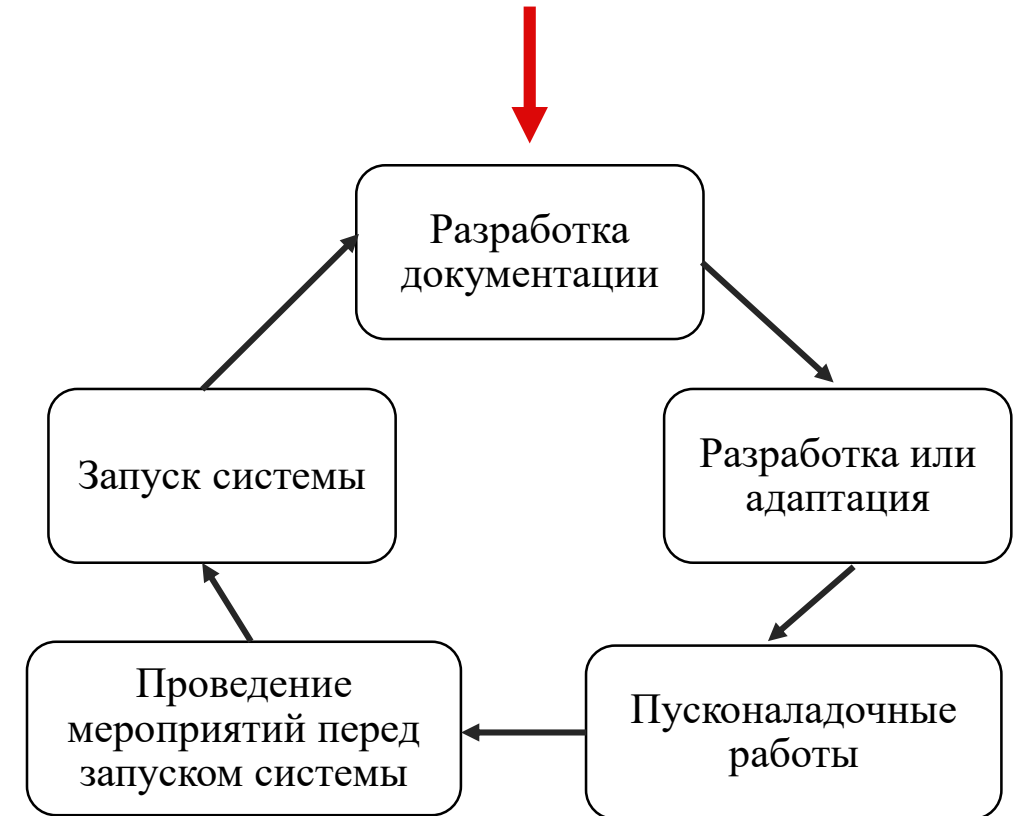 Разработка
документации
Разработка или
адаптация
Пусконаладочные
работы
Проведение
мероприятий перед
запуском системы
Запуск системы